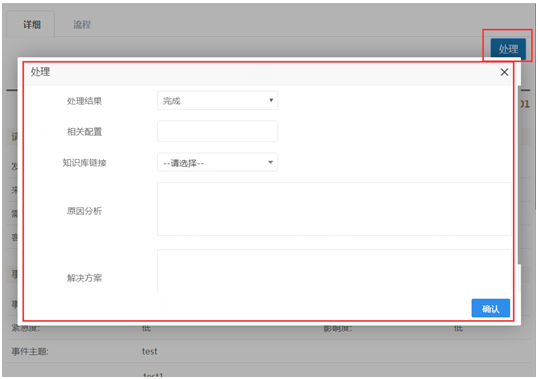 详细 流程
处理
处理 ×
处理结果 完成
相关配置
知识库链接 --请选择--
原因分析
解决方案
确认
紧急度: 低 影响度: 低
事件主题: test
test1